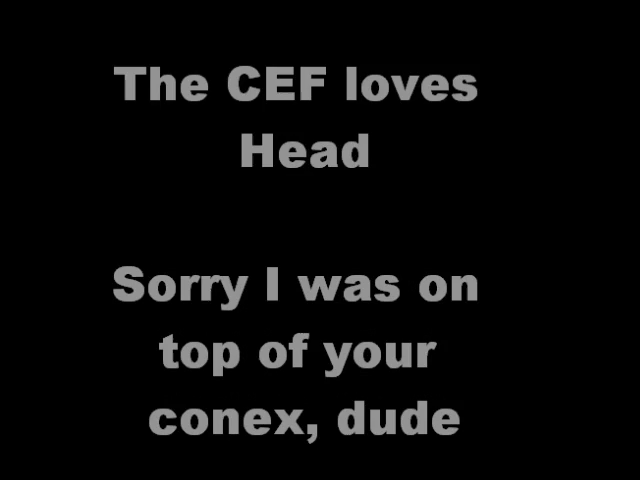 The CEF loves
Head
Sorry I was on
top of your
conex, dude